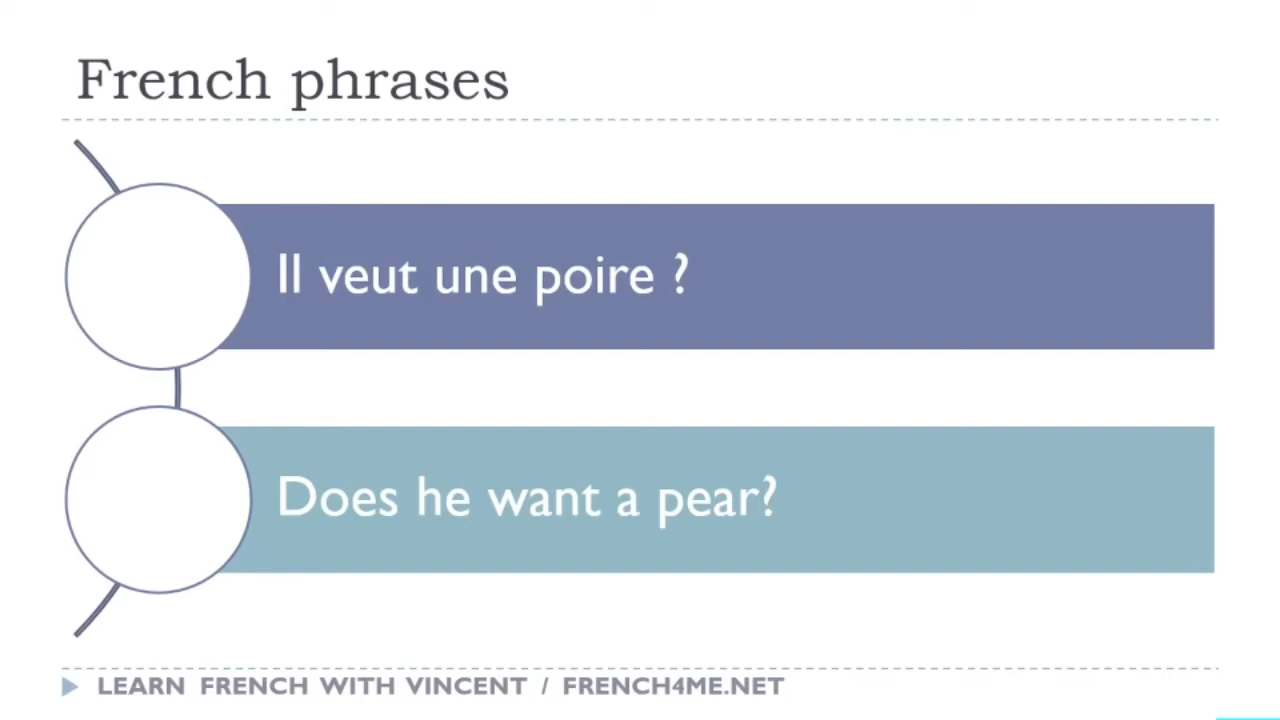 French phrases
Il veut une poire ?
Does he want a pear?
LEARN FRENCH WITH VINCENT / FRENCH4ME.NET